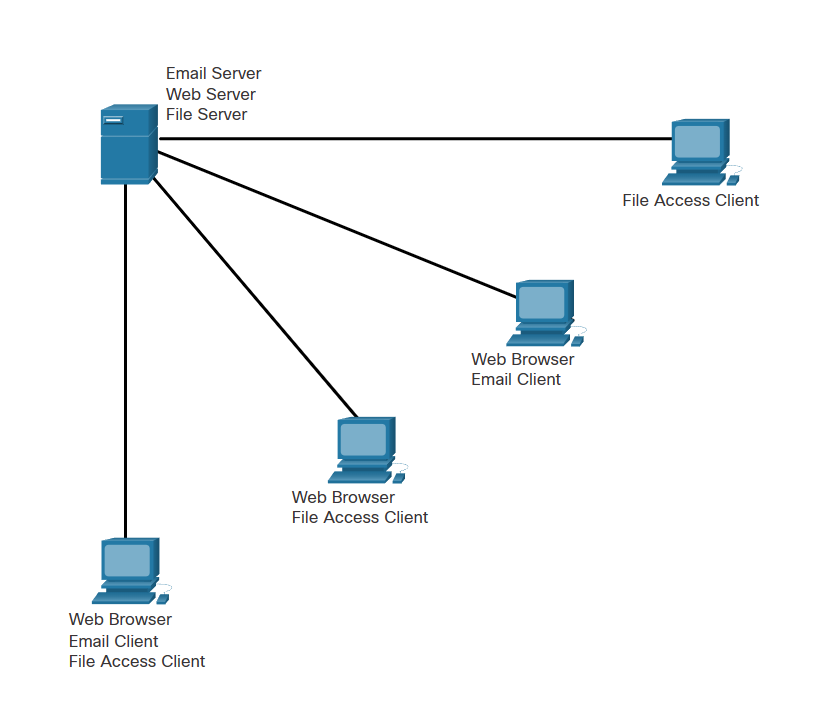 Email Server
Web Server
File Server
File Access Client
Web Browser
Email Client
Web Browser
File Access Client
Web Browser
Email Client
File Access Client